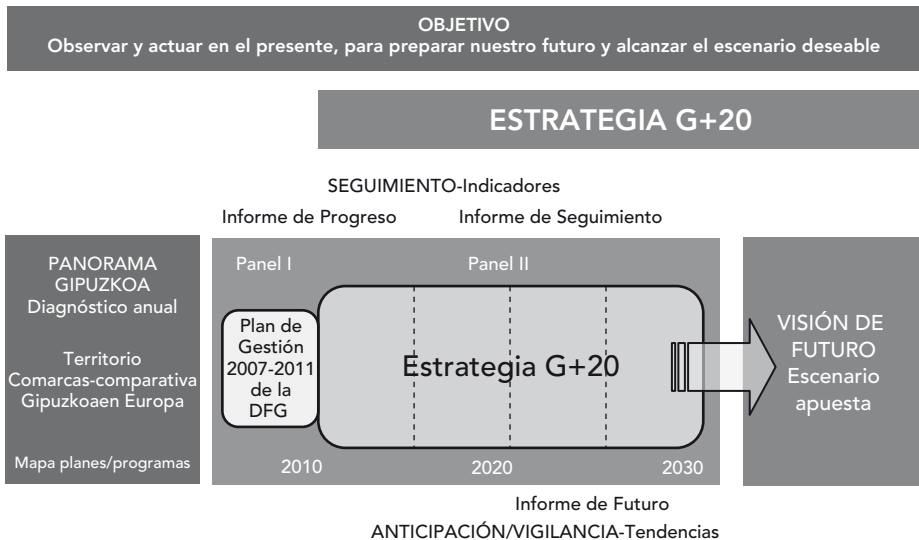 OBJETIVO
Observar y actuar en el presente, para preparar nuestro futuro y alcanzar el escenario deseable
ESTRATEGIA G+20
SEGUIMIENTO-Indicadores
Informe de Progreso
Informe de Seguimiento
PANORAMA
GIPUZKOA
Diagnóstico anual
Territorio
Comarcas-comparativa
Gipuzkoaen Europa
Mapa planes/programas
Panel I
Panel II
Plan de
Gestión
2007-2011
de la
DFG
Estrategia G+20
2010
2020
2030
VISIÓN DE
FUTURO
Escenario
apuesta
Informe de Futuro
ANTICIPACIÓN/VIGILANCIA-Tendencias